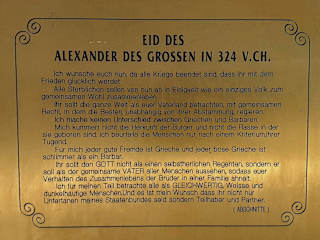 EID DES
ALEXANDER DES GROSSEN IN 324 V.CH.
Ich wünsche euch nun, da alle Kriege beendet sind, dass ihr mit dem
Frieden glücklich werdet.
Alle Sterblichen sollen von nun an in Einigkeit wie ein einziges Volk zum
gemeinsamen Wohl zusammenleben.
Ihr sollt die ganze Welt als euer Vaterland betrachten, mit gemeinsamen
Recht, in dem die Besten, unabhängig von ihrer Abstammung, regieren.
Ich mache keinen Unterschied zwischen Griechen und Barbaren.
Mich kümmert nicht die Herkunft der Bürger und nicht die Rasse in der
sie geboren sind, ich beurteile die Menschen nur nach einem Kriterium: ihrer
Tugend.
Für mich jeder gute Fremde ist Grieche und jeder böse Grieche ist
schlimmer als ein Barbar.
Ihr sollt den GOTT nicht als einen selbstherrlichen Regenten, sondern er
soll als der gemeinsame VATER aller Menschen aussehen, sodass euer
Verhalten des Zusammenlebens der Brüder in einer Familie ähnelt.
Ich für meinen Teil betrachte alle als GLEICHWERTIG, Weisse und
dunkelhäutige Menschen. Und es ist mein Wunsch dass ihr nicht nur
Untertanen meines Staatenbundes seid sondern Teilhaber und Partner.
(ABSCHNITTE)